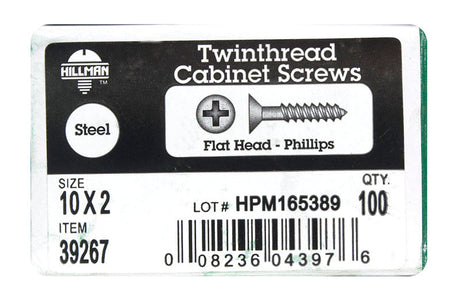 HILLMAN
TM
Twinthread
Cabinet Screws
Steel
Flat Head - Phillips
SIZE
10 X 2
ITEM
39267
LOT # HPM165389
QTY.
100
0 08236 04397 6